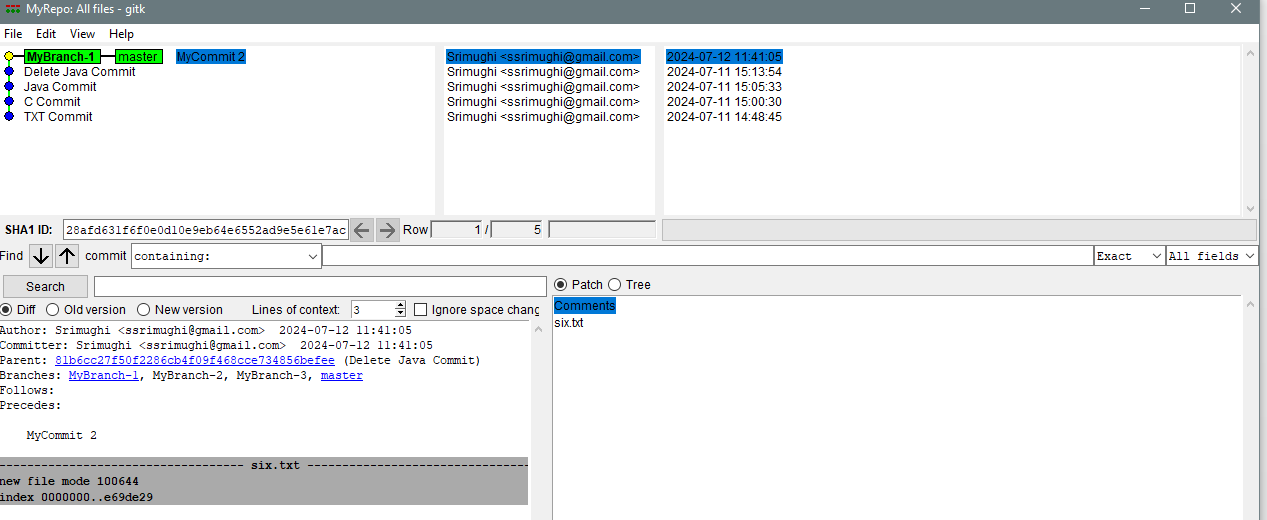 MyRepo: All files - gitk
File Edit View Help
MyBranch-1 master MyCommit 2 Srimughi <ssrimughi@gmail.com> 2024-07-12 11:41:05
Delete Java Commit Srimughi <ssrimughi@gmail.com> 2024-07-11 15:13:54
Java Commit Srimughi <ssrimughi@gmail.com> 2024-07-11 15:05:33
C Commit Srimughi <ssrimughi@gmail.com> 2024-07-11 15:00:30
TXT Commit Srimughi <ssrimughi@gmail.com> 2024-07-11 14:48:45
SHA1 ID: 28afd631f6f0e0d10e9eb64e6552ad9e5e61e7ac Row 1 / 5
Find commit containing: Exact All fields
Search
Patch Tree
Diff Old version New version Lines of context: 3 Ignore space chang
Comments
six.txt
Author: Srimughi <ssrimughi@gmail.com> 2024-07-12 11:41:05
Committer: Srimughi <ssrimughi@gmail.com> 2024-07-12 11:41:05
Parent: 81b6cc27f50f2286cb4f09f468cce734856befee (Delete Java Commit)
Branches: MyBranch-1, MyBranch-2, MyBranch-3, master
Follows:
Precedes:
MyCommit 2
--------------------------------- six.txt ---------------------------------
new file mode 100644
index 0000000..e69de29